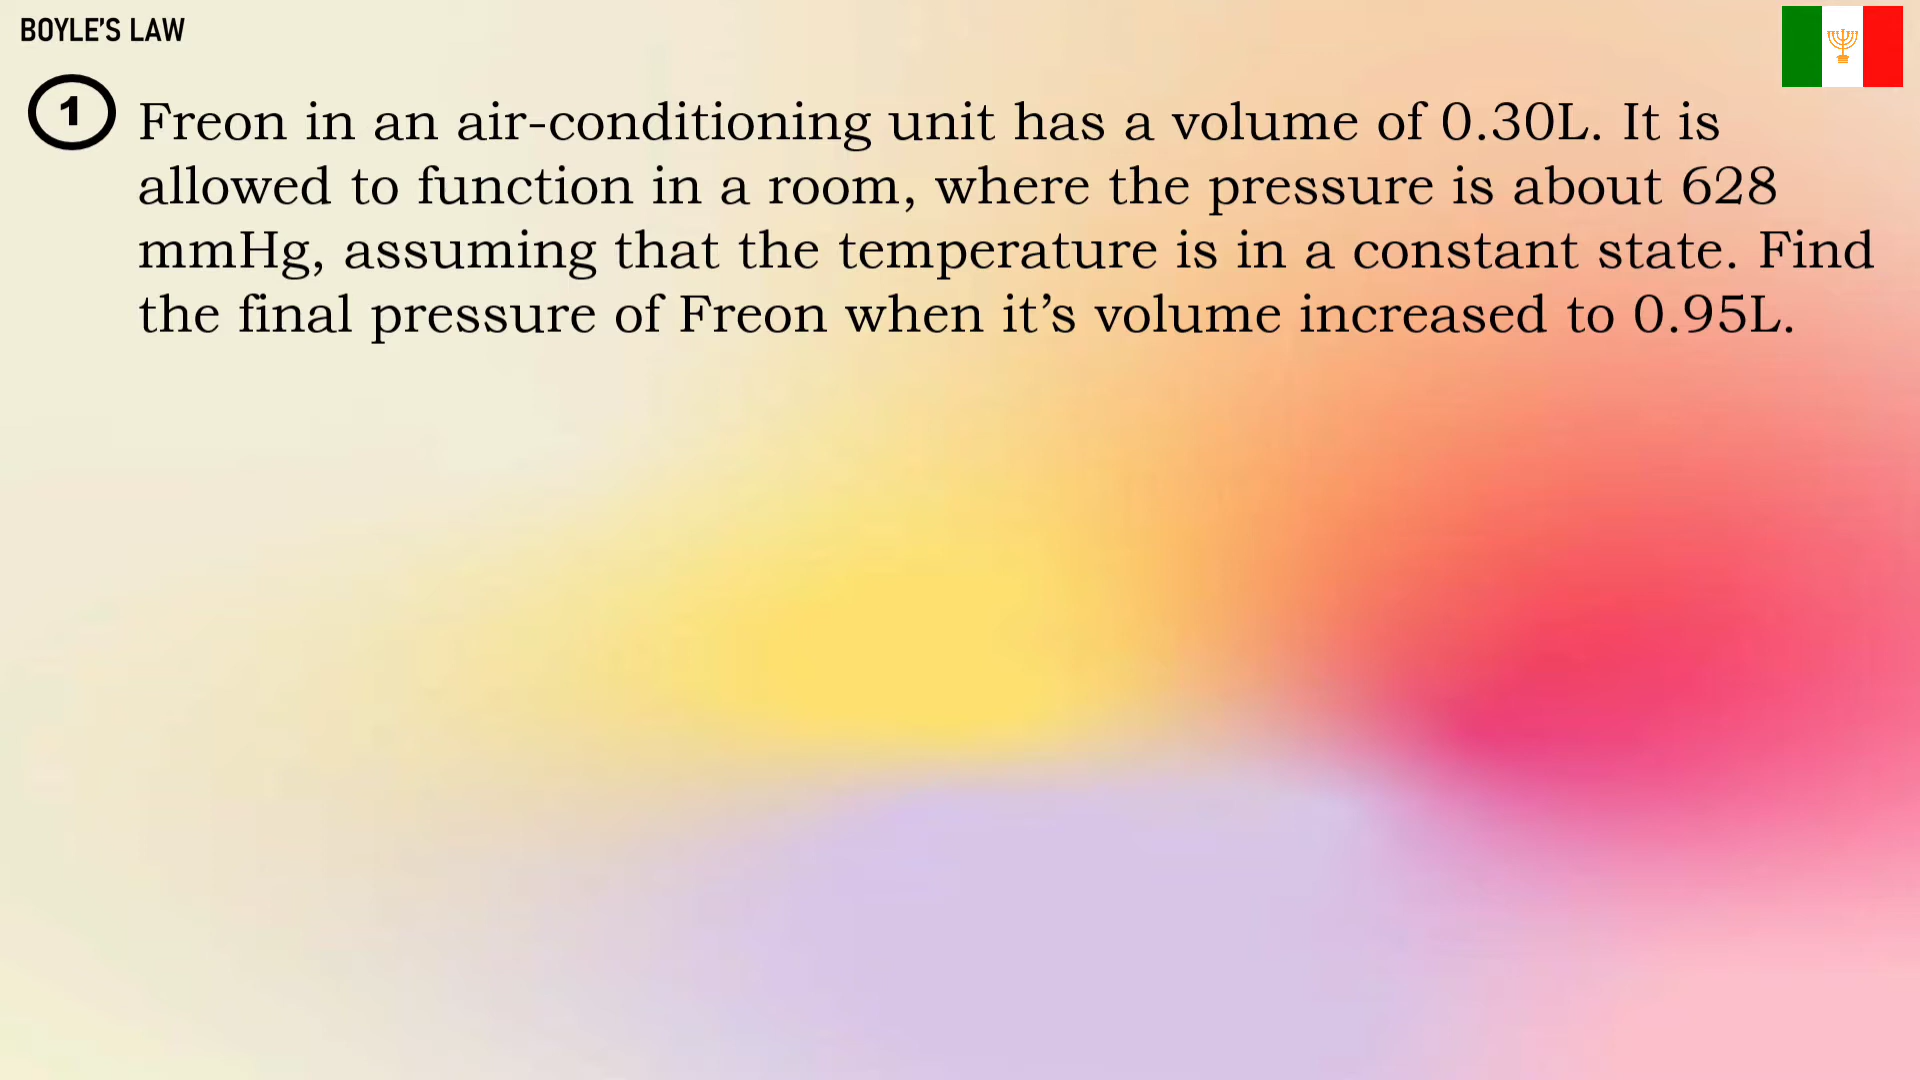 BOYLE’S LAW
1
Freon in an air-conditioning unit has a volume of 0.30L. It is
allowed to function in a room, where the pressure is about 628
mmHg, assuming that the temperature is in a constant state. Find
the final pressure of Freon when it’s volume increased to 0.95L.